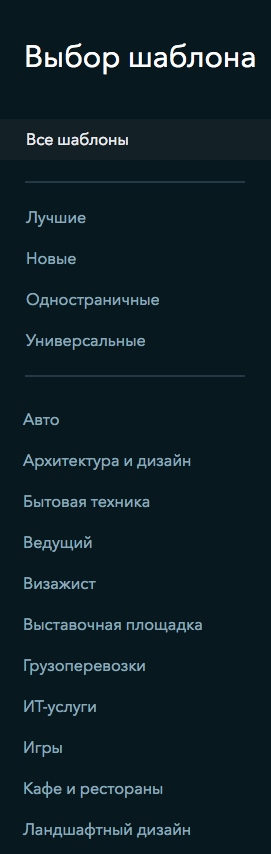 Выбор шаблона
Все шаблоны
Лучшие
Новые
Одностраничные
Универсальные
Авто
Архитектура и дизайн
Бытовая техника
Ведущий
Визажист
Выставочная площадка
Грузоперевозки
ИТ-услуги
Игры
Кафе и рестораны
Ландшафтный дизайн